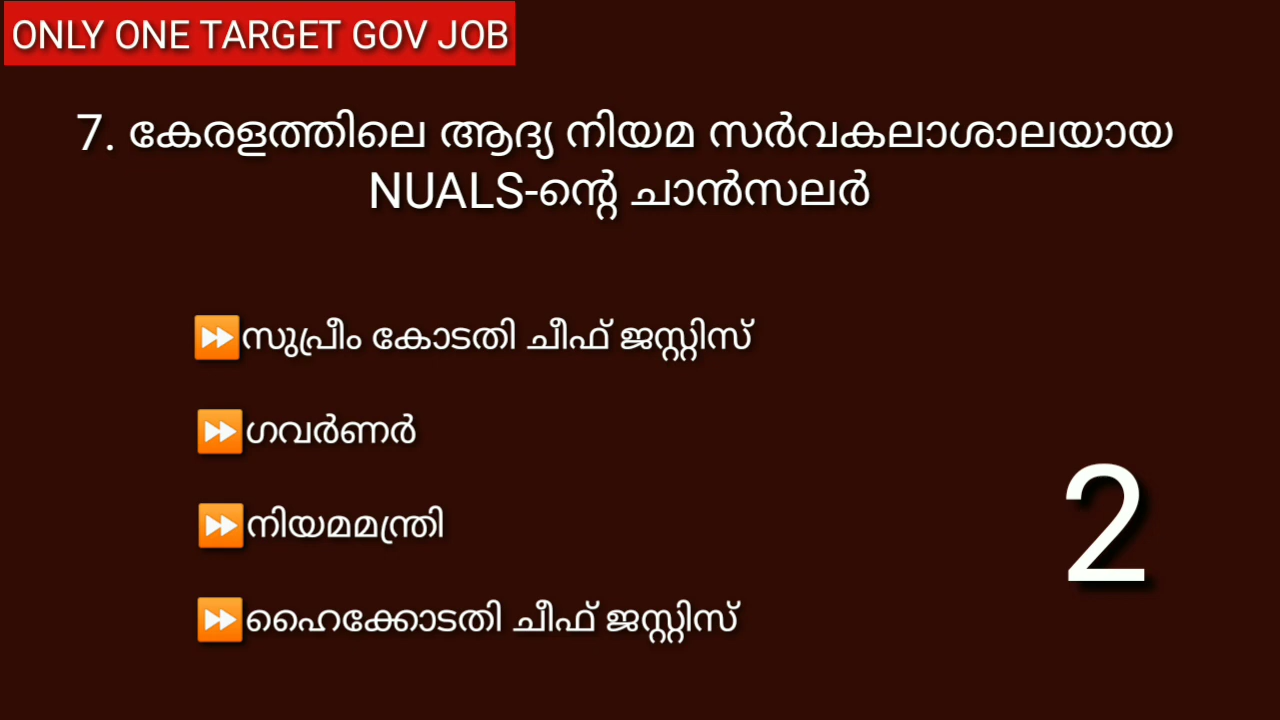 ONLY ONE TARGET GOV JOB
7. കേരളത്തിലെ ആദ്യ നിയമ സർവകലാശാലയായ
NUALS-ന്റെ ചാൻസലർ
⏩സുപ്രീം കോടതി ചീഫ് ജസ്റ്റിസ്
⏩ഗവർണർ
⏩നിയമമന്ത്രി
⏩ഹൈക്കോടതി ചീഫ് ജസ്റ്റിസ്
2